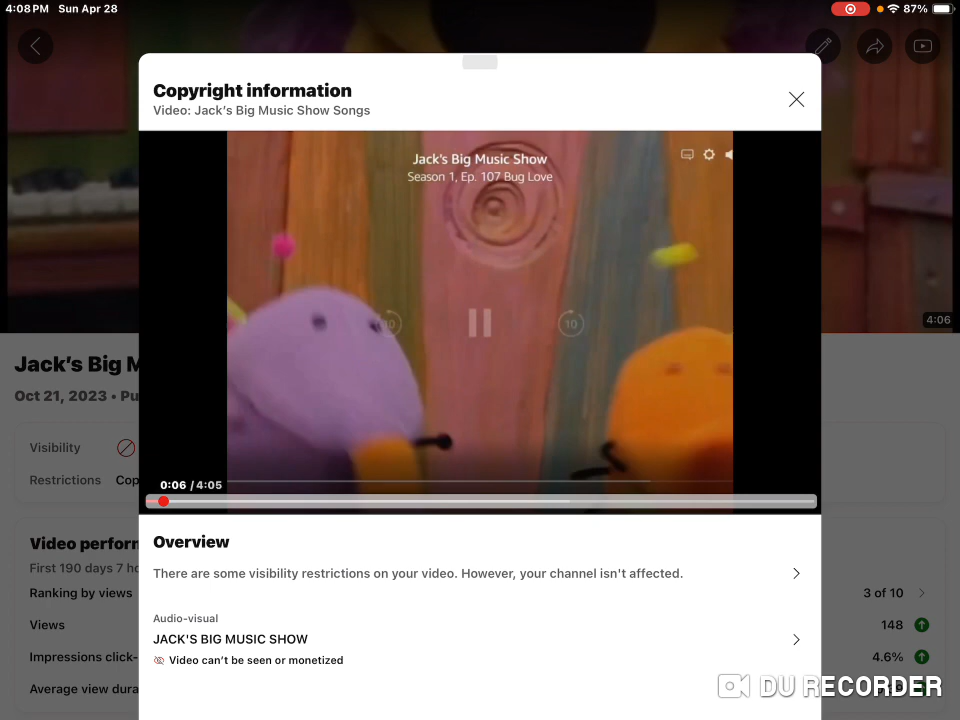 4:08 PM Sun Apr 28
87%
Copyright information
Video: Jack's Big Music Show Songs
Jack's Big Music Show
Season 1, Ep. 107 Bug Love
10
10
4:06
0:06 / 4:05
Jack's Big M
Oct 21, 2023 • Pu
Visibility
Restrictions Cop
Overview
There are some visibility restrictions on your video. However, your channel isn't affected.
Audio-visual
JACK'S BIG MUSIC SHOW
Video can't be seen or monetized
Video perforn
First 190 days 7 ho
Ranking by views 3 of 10
Views 148
Impressions click- 4.6%
Average view dura
DU RECORDER